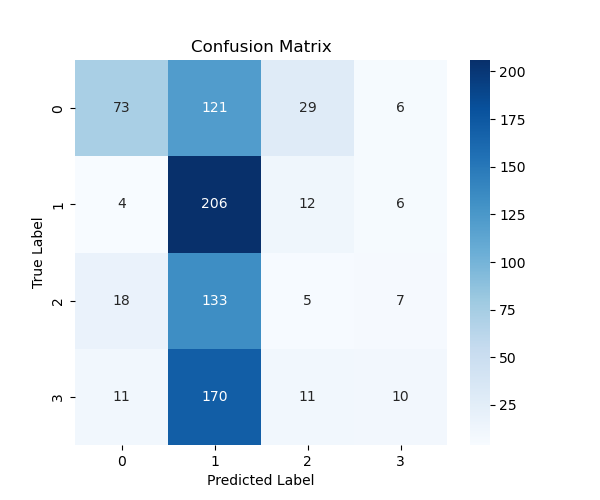 Confusion Matrix
0 73 121 29 6
1 4 206 12 6
2 18 133 5 7
3 11 170 11 10
0 1 2 3
True Label
Predicted Label
200
175
150
125
100
75
50
25